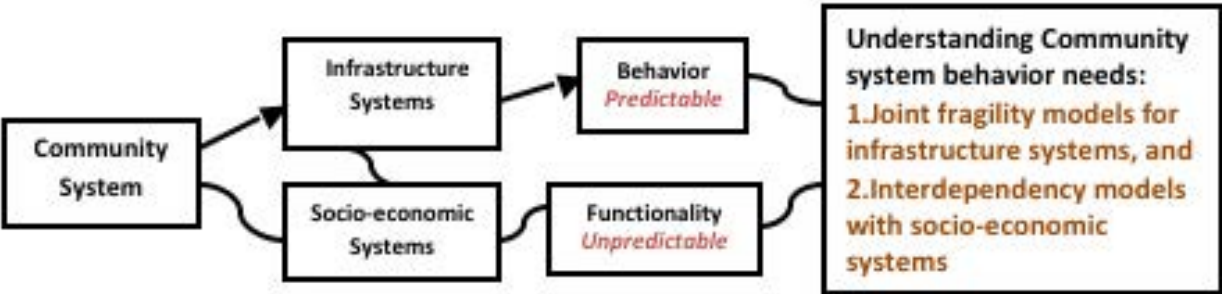 Community
System
Infrastructure
Systems
Socio-economic
Systems
Behavior
Predictable
Functionality
Unpredictable
Understanding Community
system behavior needs:
1.Joint fragility models for
infrastructure systems, and
2.Interdependency models
with socio-economic
systems